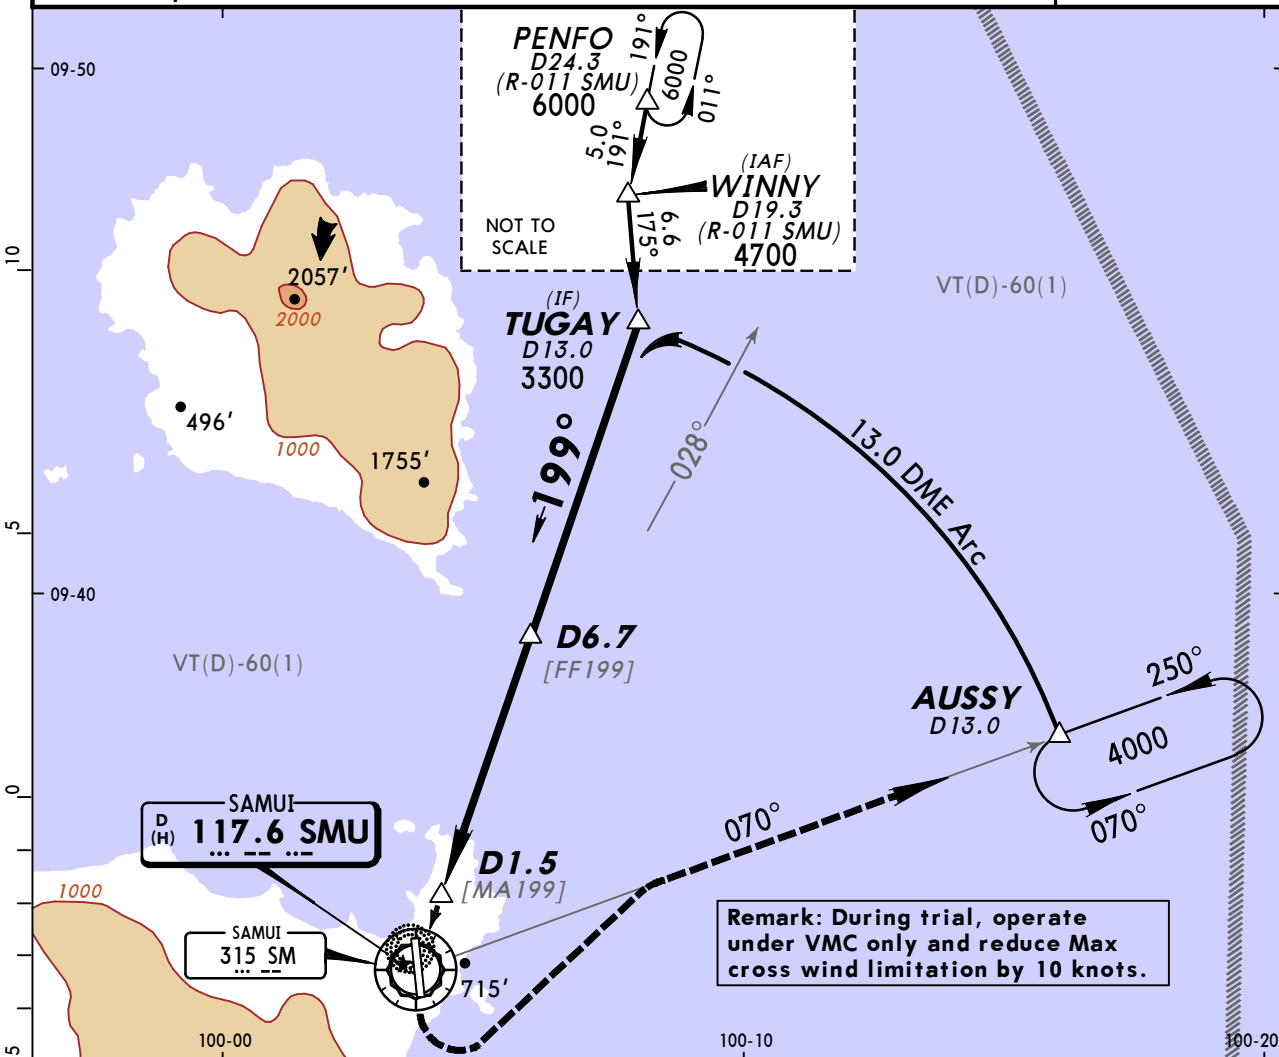 09-50
PENFO
D24.3
(R-011 SMU)
6000
191°
6000
011°
5.0
191°
(IAF)
WINNY
D19.3
(R-011 SMU)
4700
6.6
175°
NOT TO
SCALE
10
2057'
2000
(IF)
TUGAY
D13.0
3300
VT(D)-60(1)
496'
1000
1755'
199°
028°
13.0 DME Arc
5
09-40
VT(D)-60(1)
D6.7
[FF199]
AUSSY
D13.0
250°
4000
070°
0
SAMUI
D
(H)
117.6 SMU
070°
D1.5
[MA199]
1000
SAMUI
315 SM
715'
Remark: During trial, operate
under VMC only and reduce Max
cross wind limitation by 10 knots.
5
100-00
100-10
100-20